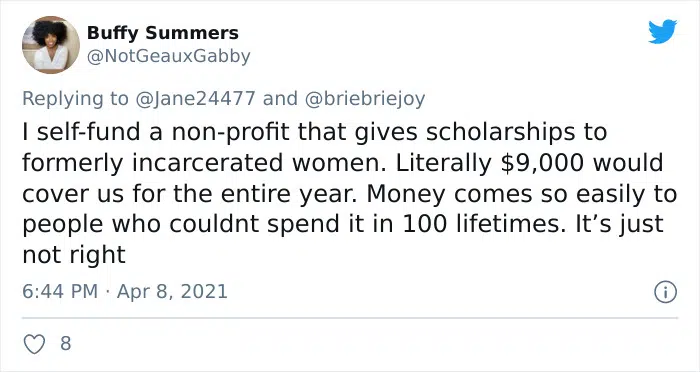 Buffy Summers
@NotGeauxGabby
Replying to @Jane24477 and @briebriejoy
I self-fund a non-profit that gives scholarships to
formerly incarcerated women. Literally $9,000 would
cover us for the entire year. Money comes so easily to
people who couldnt spend it in 100 lifetimes. It’s just
not right
6:44 PM · Apr 8, 2021
8